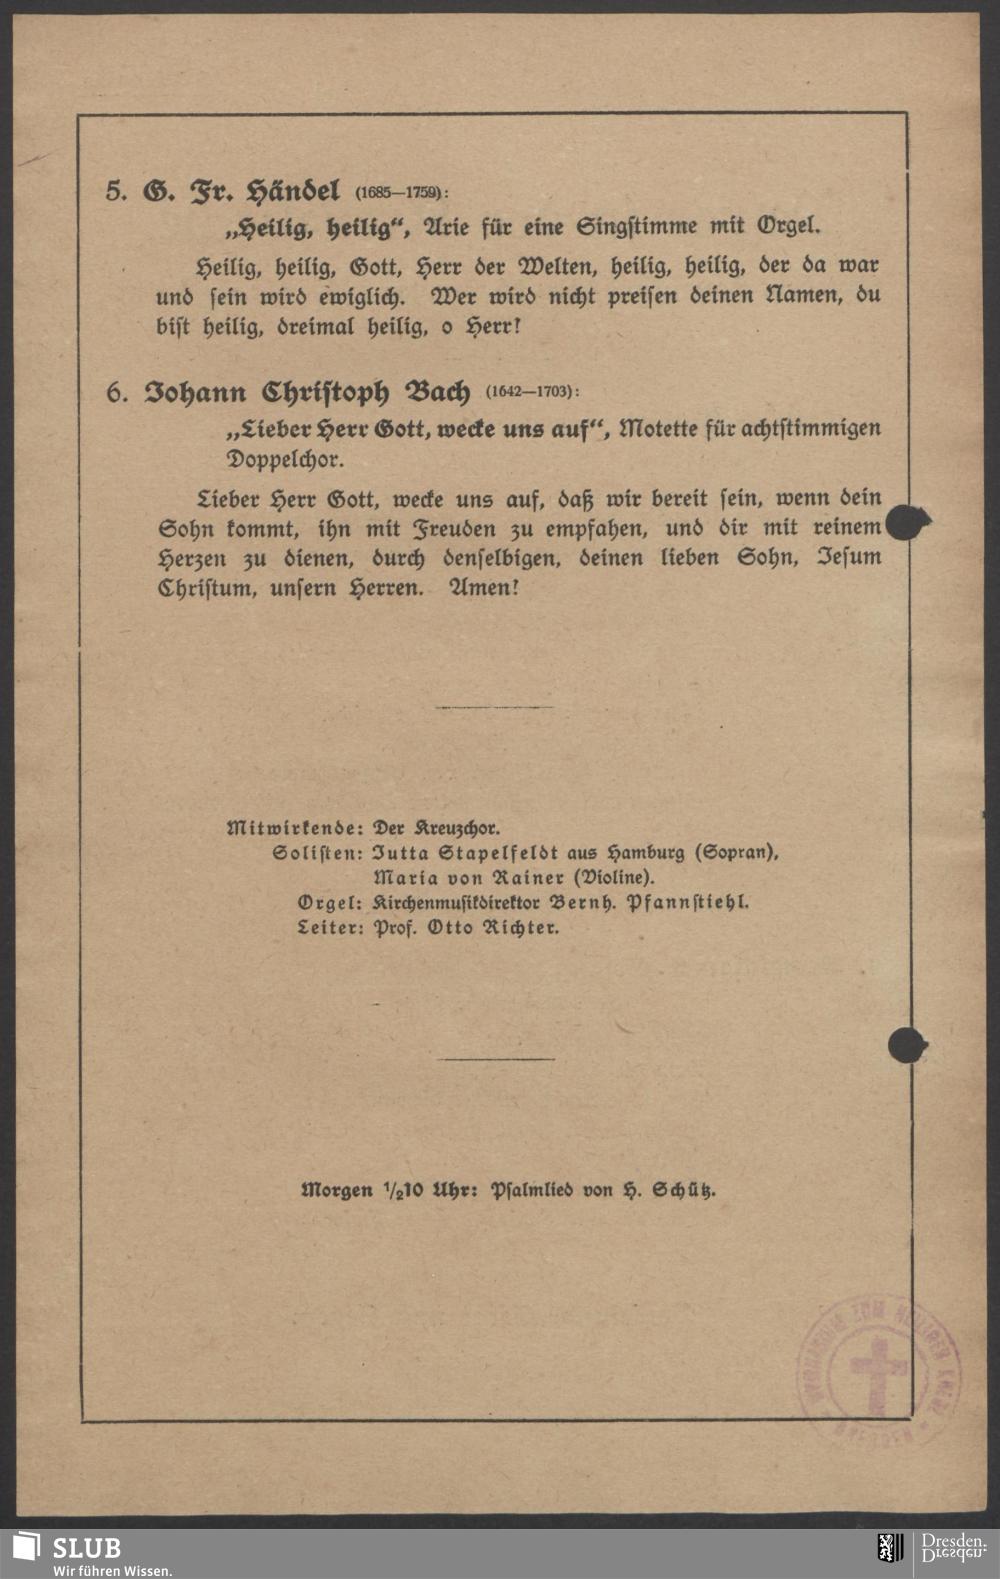 5. G. Fr. Händel (1685—1759):
„Heilig, heilig“, Arie für eine Singstimme mit Orgel.
Heilig, heilig, Gott, Herr der Welten, heilig, heilig, der da war
und sein wird ewiglich. Wer wird nicht preisen deinen Namen, du
bist heilig, dreimal heilig, o Herr!
6. Johann Christoph Bach (1642—1703):
„Lieber Herr Gott, wecke uns auf“, Motette für achtstimmigen
Doppelchor.
Lieber Herr Gott, wecke uns auf, daß wir bereit sein, wenn dein
Sohn kommt, ihn mit Freuden zu empfahen, und dir mit reinem
Herzen zu dienen, durch denselbigen, deinen lieben Sohn, Jesum
Christum, unsern Herren. Amen!
Mitwirkende: Der Kreuzchor.
Solisten: Jutta Stapelfeldt aus Hamburg (Sopran),
Maria von Rainer (Violine).
Orgel: Kirchenmusikdirektor Bernh. Pfannstiehl.
Leiter: Prof. Otto Richter.
Morgen ½10 Uhr: Psalmlied von H. Schütz.
ZUM HEILIGEN KREUZ
DRESDEN
SLUB
Wir führen Wissen.
Dresden.
Dresden.